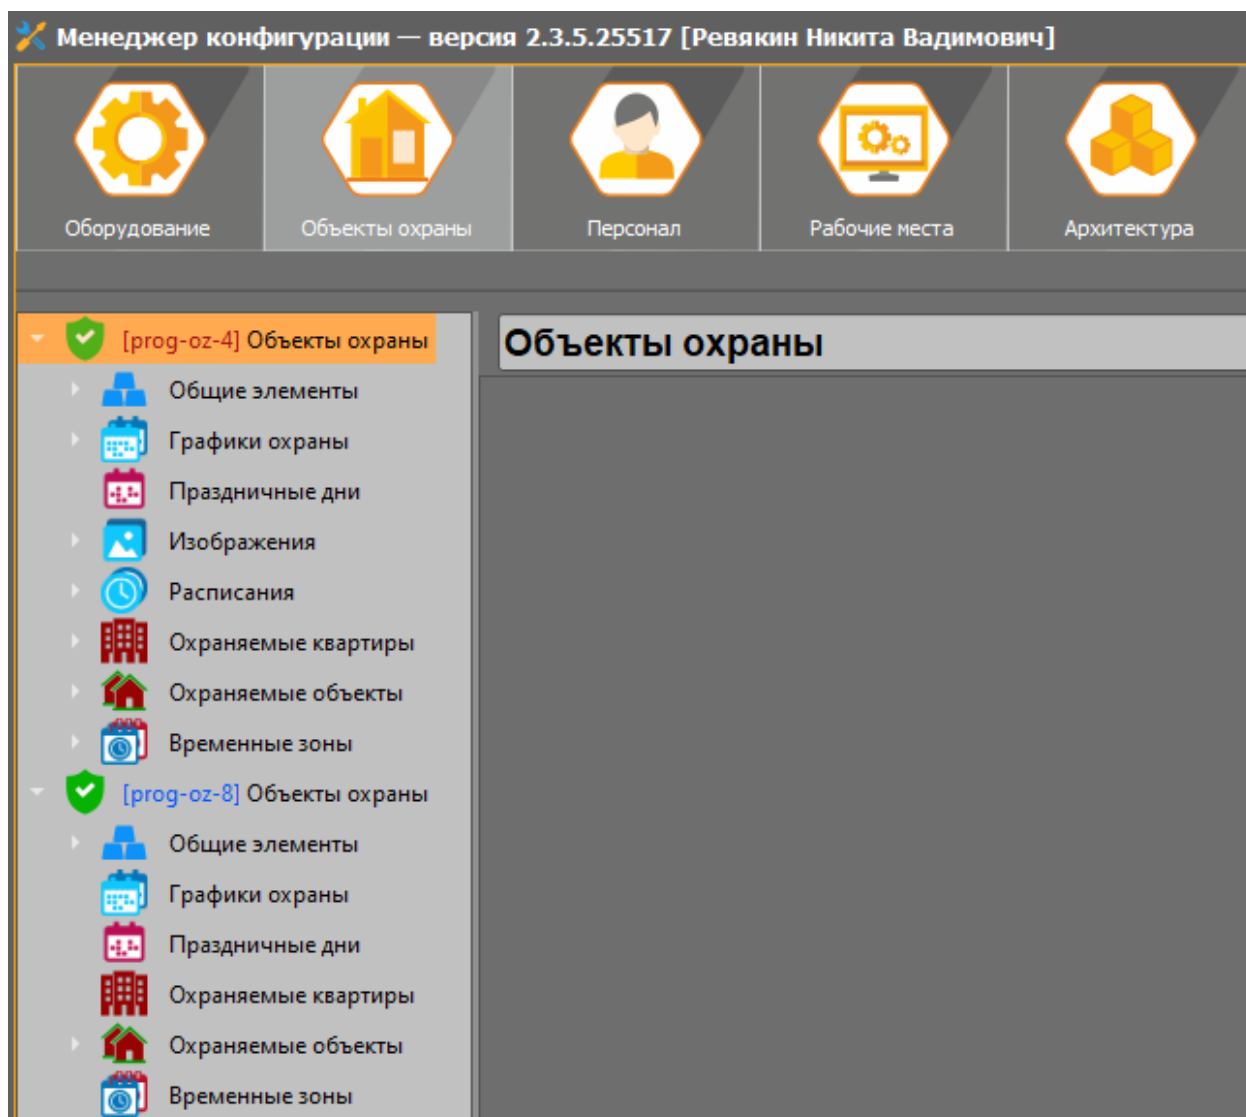 Менеджер конфигурации — версия 2.3.5.25517 [Ревякин Никита Вадимович]
Оборудование
Объекты охраны
Персонал
Рабочие места
Архитектура
[prog-oz-4] Объекты охраны
Объекты охраны
Общие элементы
Графики охраны
Праздничные дни
Изображения
Расписания
Охраняемые квартиры
Охраняемые объекты
Временные зоны
[prog-oz-8] Объекты охраны
Общие элементы
Графики охраны
Праздничные дни
Охраняемые квартиры
Охраняемые объекты
Временные зоны